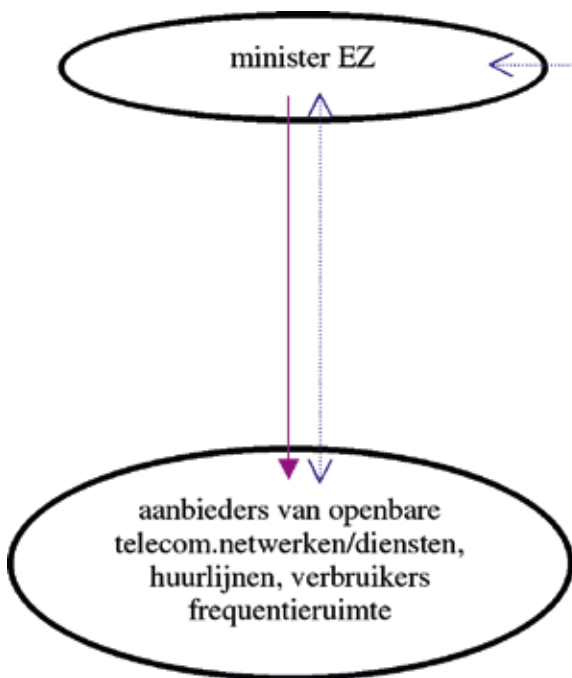 minister EZ
aanbieders van openbare
telecom.netwerken/diensten,
huurlijnen, verbruikers
frequentieruimte